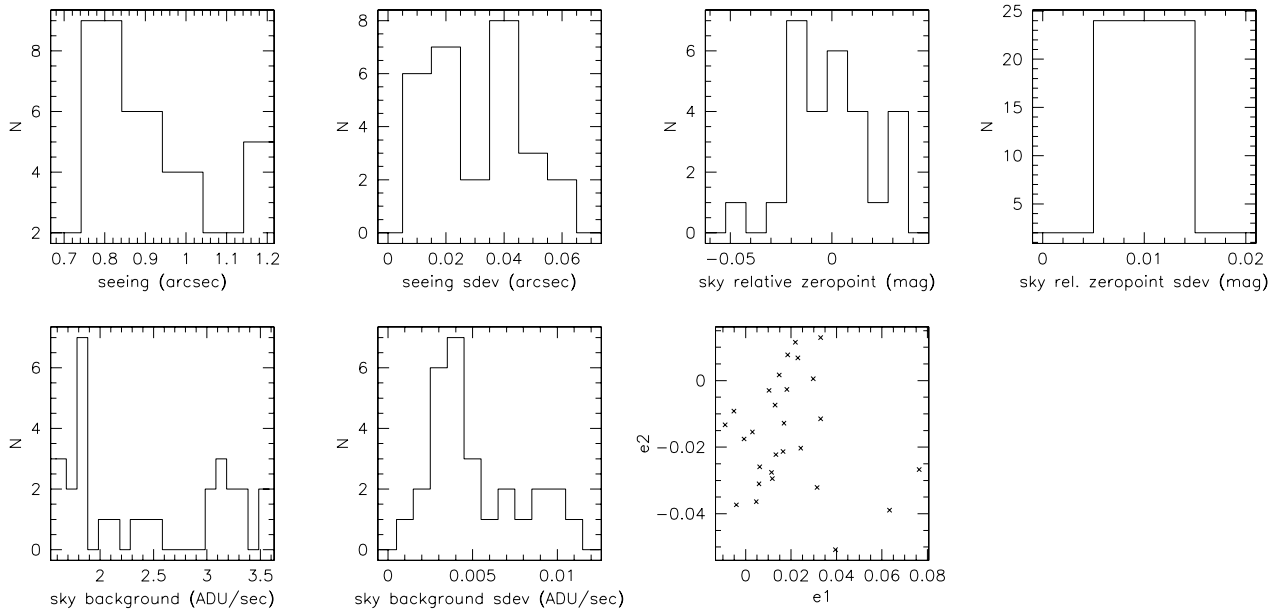 8
6
4
2
N
0.7 0.8 0.9 1 1.1 1.2
seeing (arcsec)
8
6
4
2
0
N
0 0.02 0.04 0.06
seeing sdev (arcsec)
6
4
2
0
N
−0.05 0
sky relative zeropoint (mag)
25
20
15
10
5
N
0 0.01 0.02
sky rel. zeropoint sdev (mag)
6
4
2
0
N
2 2.5 3 3.5
sky background (ADU/sec)
6
4
2
0
N
0 0.005 0.01
sky background sdev (ADU/sec)
0
−0.02
−0.04
e2
0 0.02 0.04 0.06 0.08
e1